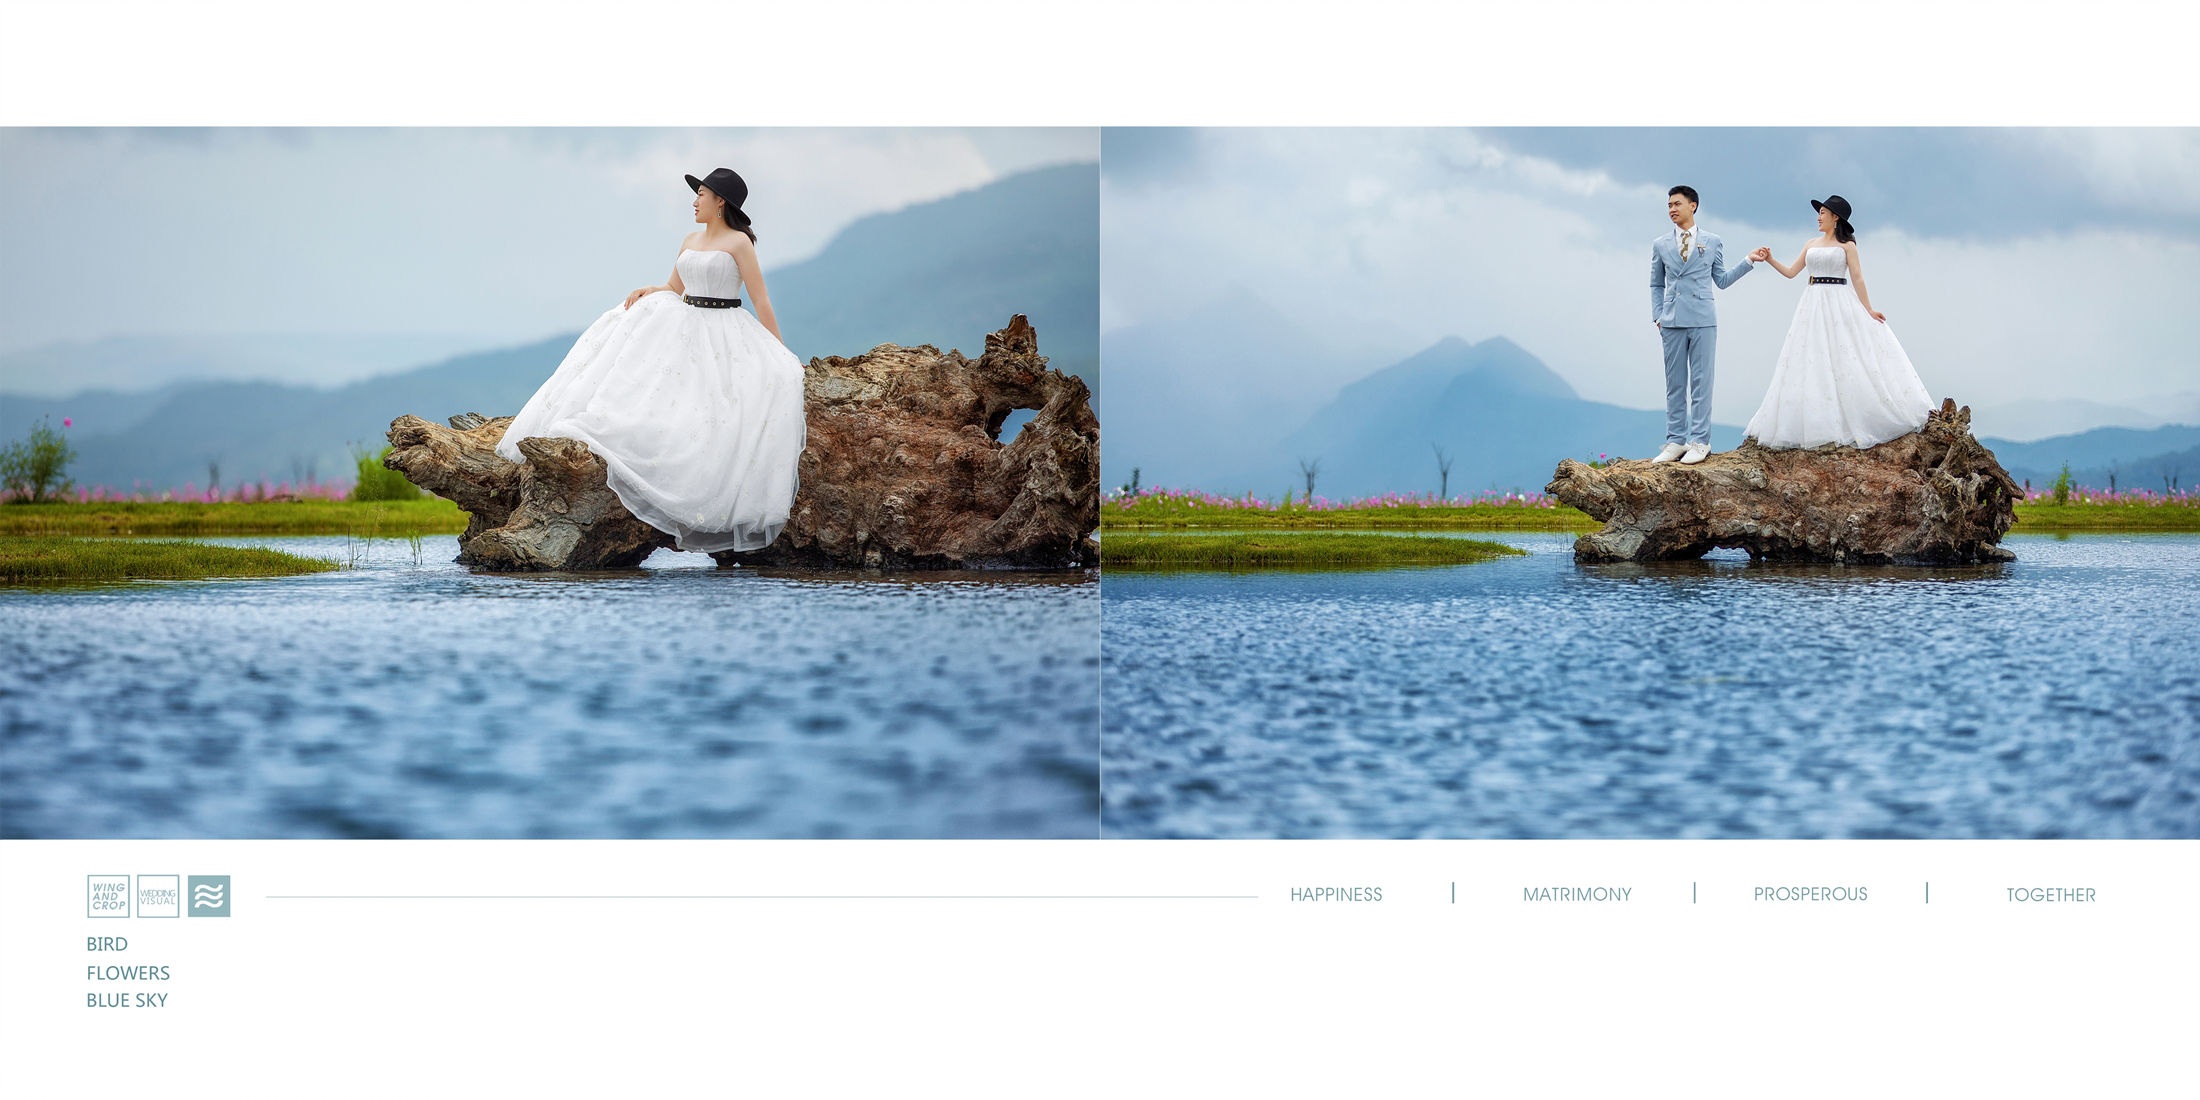 WING
AND
CROP
WEDDING
VISUAL
HAPPINESS | MATRIMONY | PROSPEROUS | TOGETHER
BIRD
FLOWERS
BLUE SKY